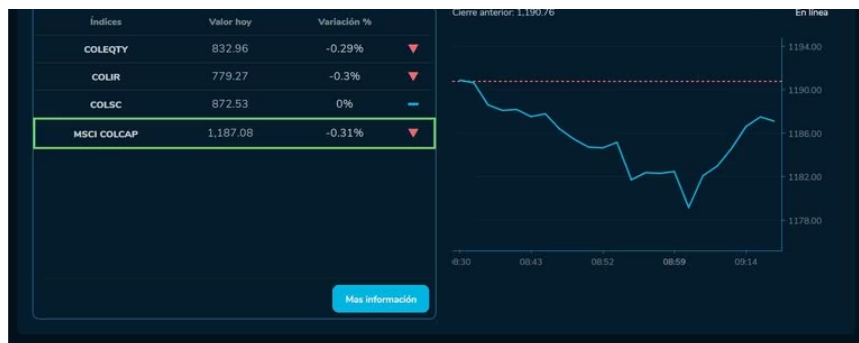 Índices Valor hoy Variación %
COLEQTY 832.96 -0.29%
COLIR 779.27 -0.3%
COLSC 872.53 0%
MSCI COLCAP 1,187.08 -0.31%
Mas información
Cierre anterior: 1,190.76 En línea
1194.00
1190.00
1186.00
1182.00
1178.00
8:30 08:43 08:52 08:59 09:14